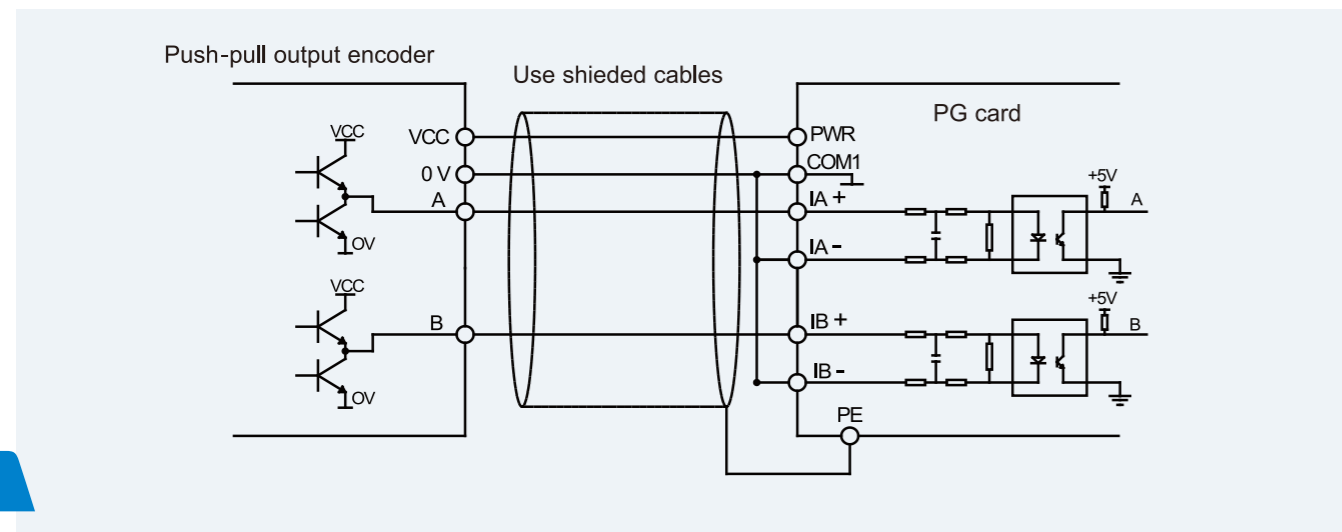 Push-pull output encoder
Use shieded cables
PG card
VCC
VCC
PWR
0 V
COM1
+5V
A
IA +
A
OV
IA -
VCC
+5V
B
IB +
B
OV
IB -
PE